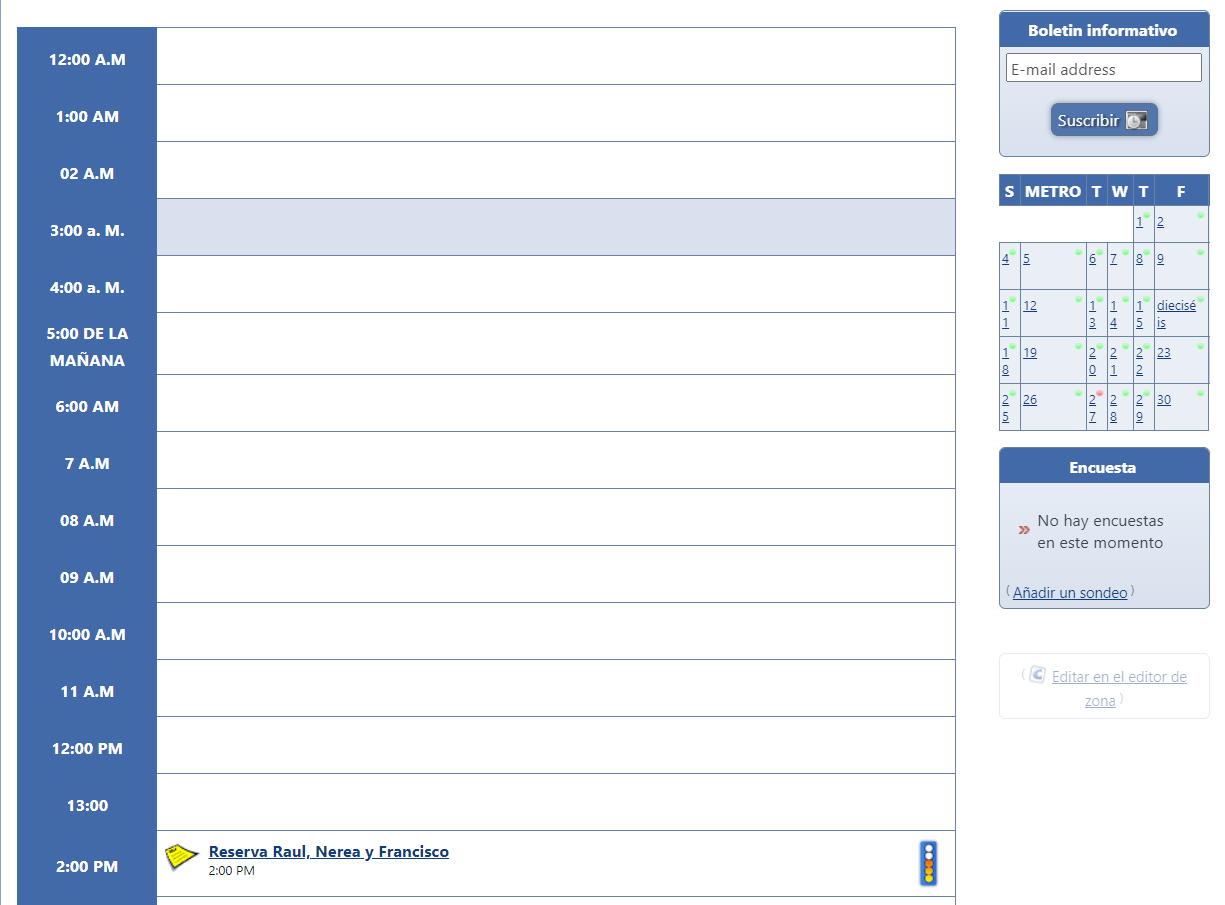 12:00 A.M
1:00 AM
02 A.M
3:00 a. M.
4:00 a. M.
5:00 DE LA
MAÑANA
6:00 AM
7 A.M
08 A.M
09 A.M
10:00 A.M
11 A.M
12:00 PM
13:00
2:00 PM
Reserva Raul, Nerea y Francisco
2:00 PM
Boletin informativo
E-mail address
Suscribir
S METRO T W T F
1 2
4 5 6 7 8 9
11 12 13 14 15 dieciséis
18 19 20 21 22 23
25 26 27 28 29 30
Encuesta
» No hay encuestas
en este momento
(Añadir un sondeo)
( Editar en el editor de
zona )